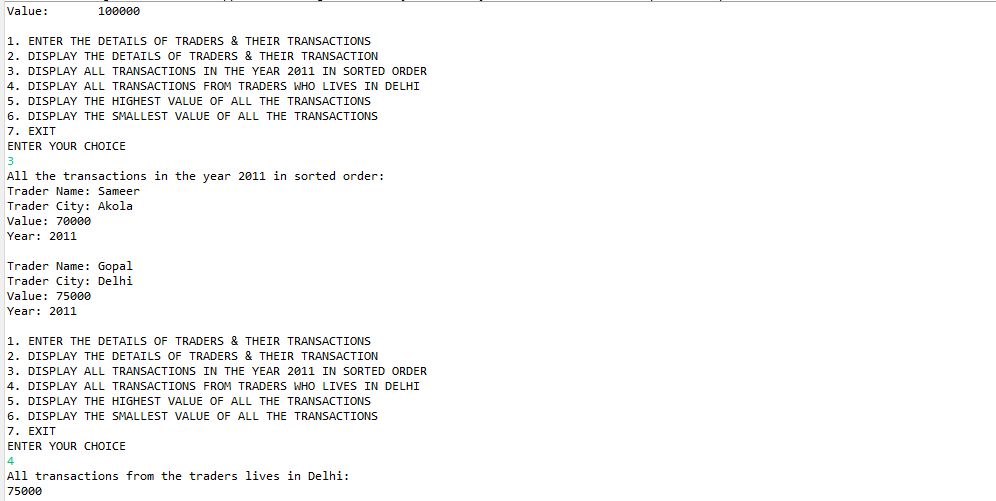 Value: 100000
1. ENTER THE DETAILS OF TRADERS & THEIR TRANSACTIONS
2. DISPLAY THE DETAILS OF TRADERS & THEIR TRANSACTION
3. DISPLAY ALL TRANSACTIONS IN THE YEAR 2011 IN SORTED ORDER
4. DISPLAY ALL TRANSACTIONS FROM TRADERS WHO LIVES IN DELHI
5. DISPLAY THE HIGHEST VALUE OF ALL THE TRANSACTIONS
6. DISPLAY THE SMALLEST VALUE OF ALL THE TRANSACTIONS
7. EXIT
ENTER YOUR CHOICE
3
All the transactions in the year 2011 in sorted order:
Trader Name: Sameer
Trader City: Akola
Value: 70000
Year: 2011
Trader Name: Gopal
Trader City: Delhi
Value: 75000
Year: 2011
1. ENTER THE DETAILS OF TRADERS & THEIR TRANSACTIONS
2. DISPLAY THE DETAILS OF TRADERS & THEIR TRANSACTION
3. DISPLAY ALL TRANSACTIONS IN THE YEAR 2011 IN SORTED ORDER
4. DISPLAY ALL TRANSACTIONS FROM TRADERS WHO LIVES IN DELHI
5. DISPLAY THE HIGHEST VALUE OF ALL THE TRANSACTIONS
6. DISPLAY THE SMALLEST VALUE OF ALL THE TRANSACTIONS
7. EXIT
ENTER YOUR CHOICE
4
All transactions from the traders lives in Delhi:
75000